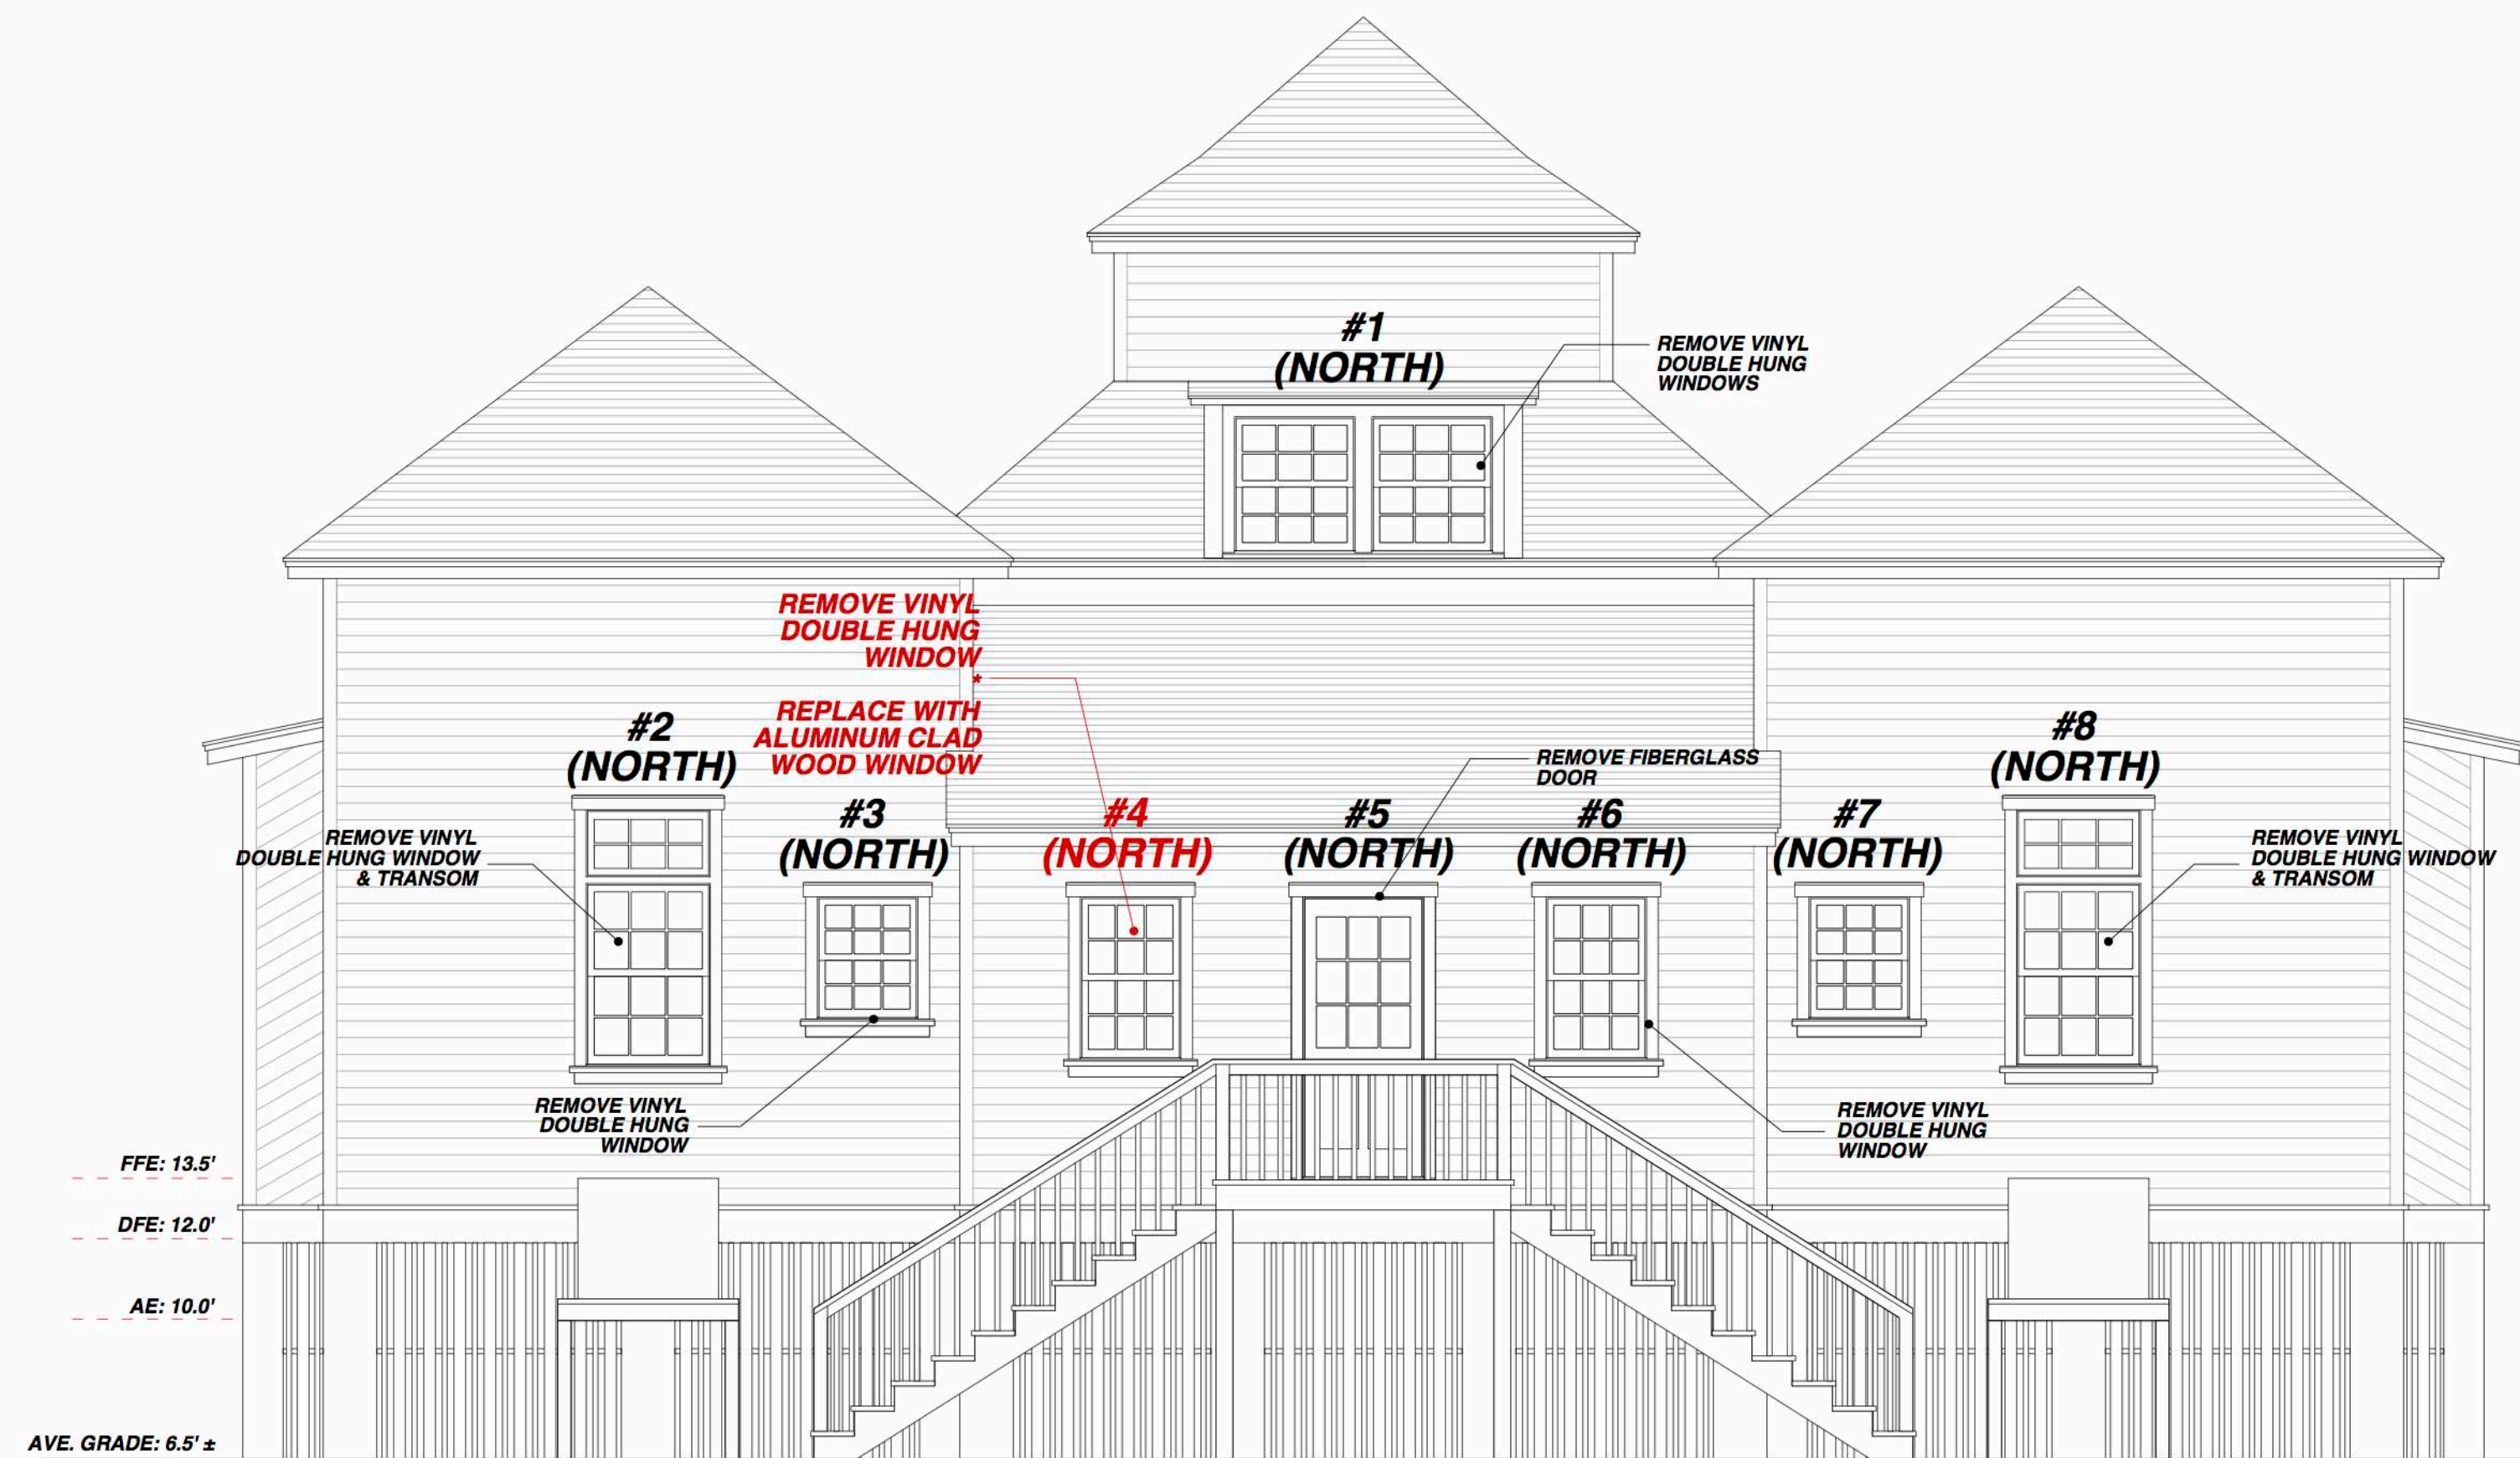 #1
(NORTH)
REMOVE VINYL
DOUBLE HUNG
WINDOWS
REMOVE VINYL
DOUBLE HUNG
WINDOW
*
REPLACE WITH
ALUMINUM CLAD
WOOD WINDOW
#2
(NORTH)
#8
(NORTH)
REMOVE FIBERGLASS
DOOR
#3
(NORTH)
#4
(NORTH)
#5
(NORTH)
#6
(NORTH)
#7
(NORTH)
REMOVE VINYL
DOUBLE HUNG WINDOW
& TRANSOM
REMOVE VINYL
DOUBLE HUNG WINDOW
& TRANSOM
REMOVE VINYL
DOUBLE HUNG
WINDOW
REMOVE VINYL
DOUBLE HUNG
WINDOW
FFE: 13.5'
DFE: 12.0'
AE: 10.0'
AVE. GRADE: 6.5' ±